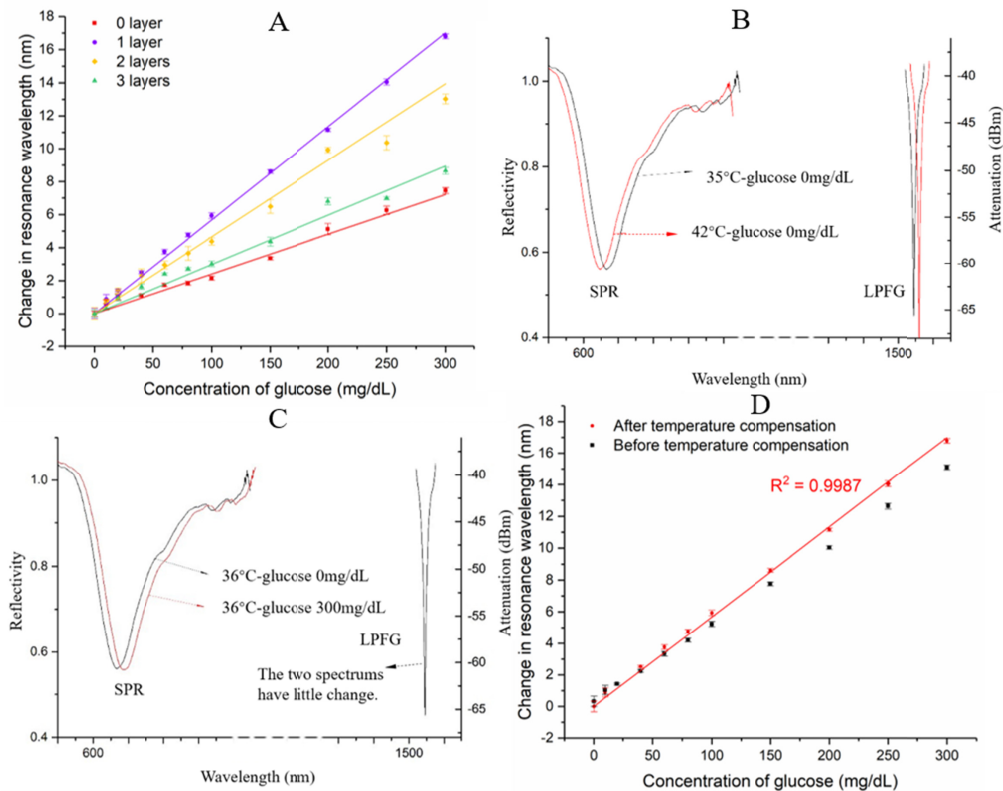 A
18
16
14
12
10
8
6
4
2
0
-2
0 layer
1 layer
2 layers
3 layers
Change in resonance wavelength (nm)
0 50 100 150 200 250 300
Concentration of glucose (mg/dL)
B
1.0
0.8
0.6
0.4
Reflectivity
35°C-glucose 0mg/dL
42°C-glucose 0mg/dL
SPR
LPFG
-40
-45
-50
-55
-60
-65
Attenuation (dBm)
600 1500
Wavelength (nm)
C
1.0
0.8
0.6
0.4
Reflectivity
36°C-glucose 0mg/dL
36°C-glucose 300mg/dL
LPFG
The two spectrums
have little change.
SPR
-40
-45
-50
-55
-60
-65
Attenuation (dBm)
600 1500
Wavelength (nm)
D
18
16
14
12
10
8
6
4
2
0
-2
After temperature compensation
Before temperature compensation
R² = 0.9987
Change in resonance wavelength (nm)
0 50 100 150 200 250 300
Concentration of glucose (mg/dL)